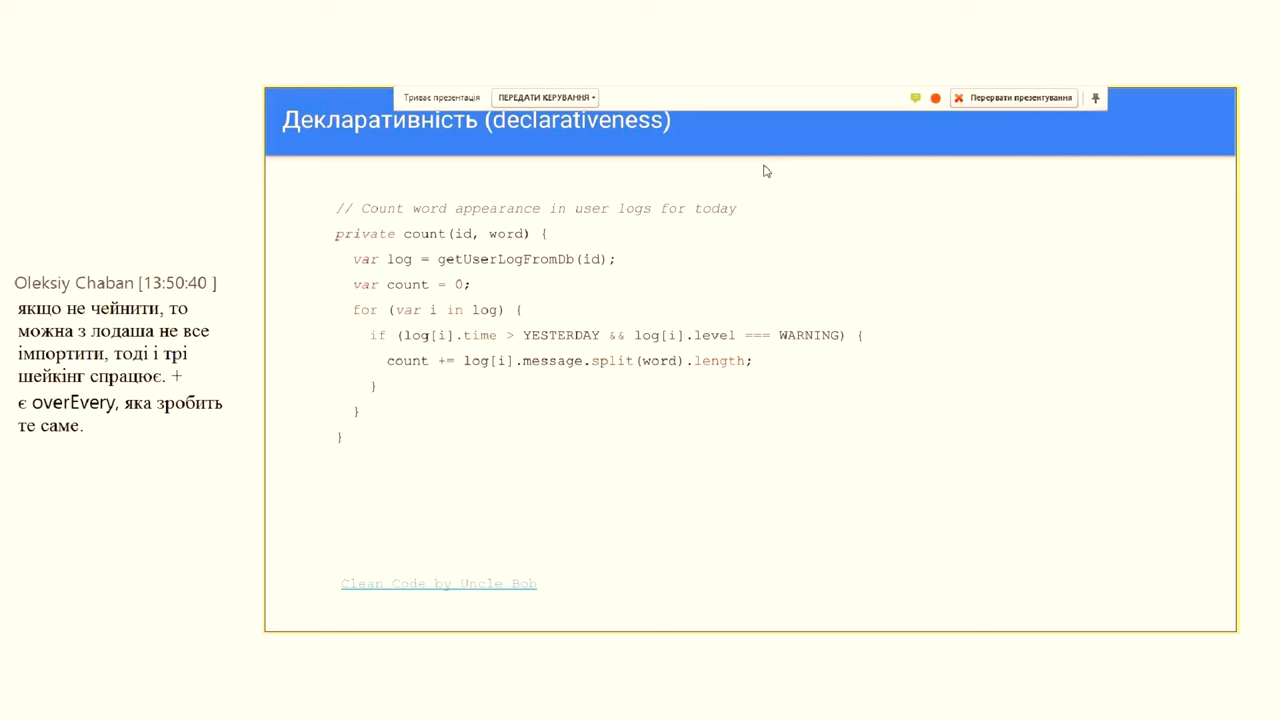 Триває презентація
ПЕРЕДАТИ КЕРУВАННЯ
Перервати презентування
Декларативність (declarativeness)
// Count word appearance in user logs for today
private count(id, word) {
var log = getUserLogFromDb(id);
var count = 0;
for (var i in log) {
if (log[i].time > YESTERDAY && log[i].level === WARNING) {
count += log[i].message.split(word).length;
}
}
}
Clean Code by Uncle Bob
Oleksiy Chaban [13:50:40 ]
якщо не чейнити, то
можна з лодаша не все
імпортити, тоді і трі
шейкінг спрацює. +
є overEvery, яка зробить
те саме.